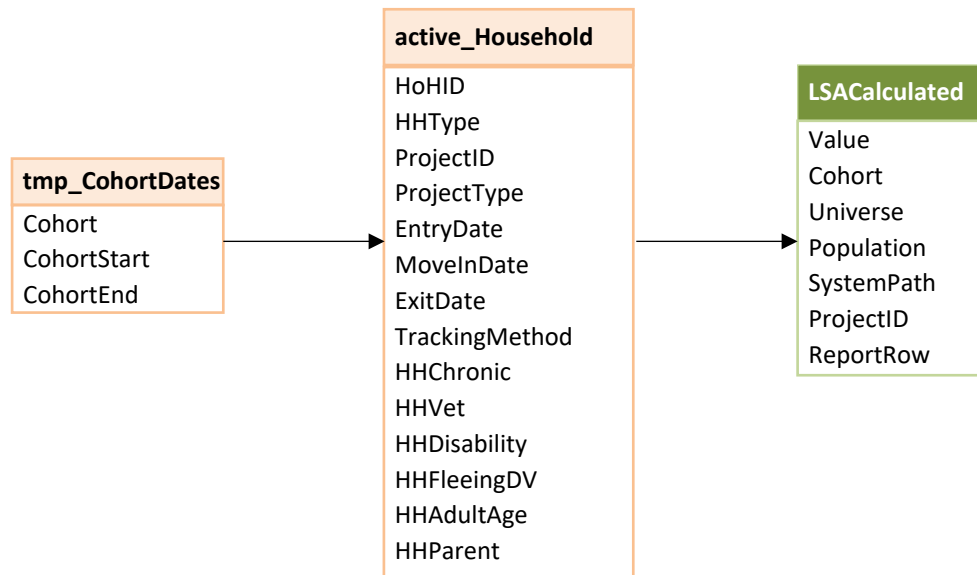 tmp_CohortDates
Cohort
CohortStart
CohortEnd
active_Household
HoHID
HHType
ProjectID
ProjectType
EntryDate
MoveInDate
ExitDate
TrackingMethod
HHChronic
HHVet
HHDisability
HHFleeingDV
HHAdultAge
HHParent
LSACalculated
Value
Cohort
Universe
Population
SystemPath
ProjectID
ReportRow